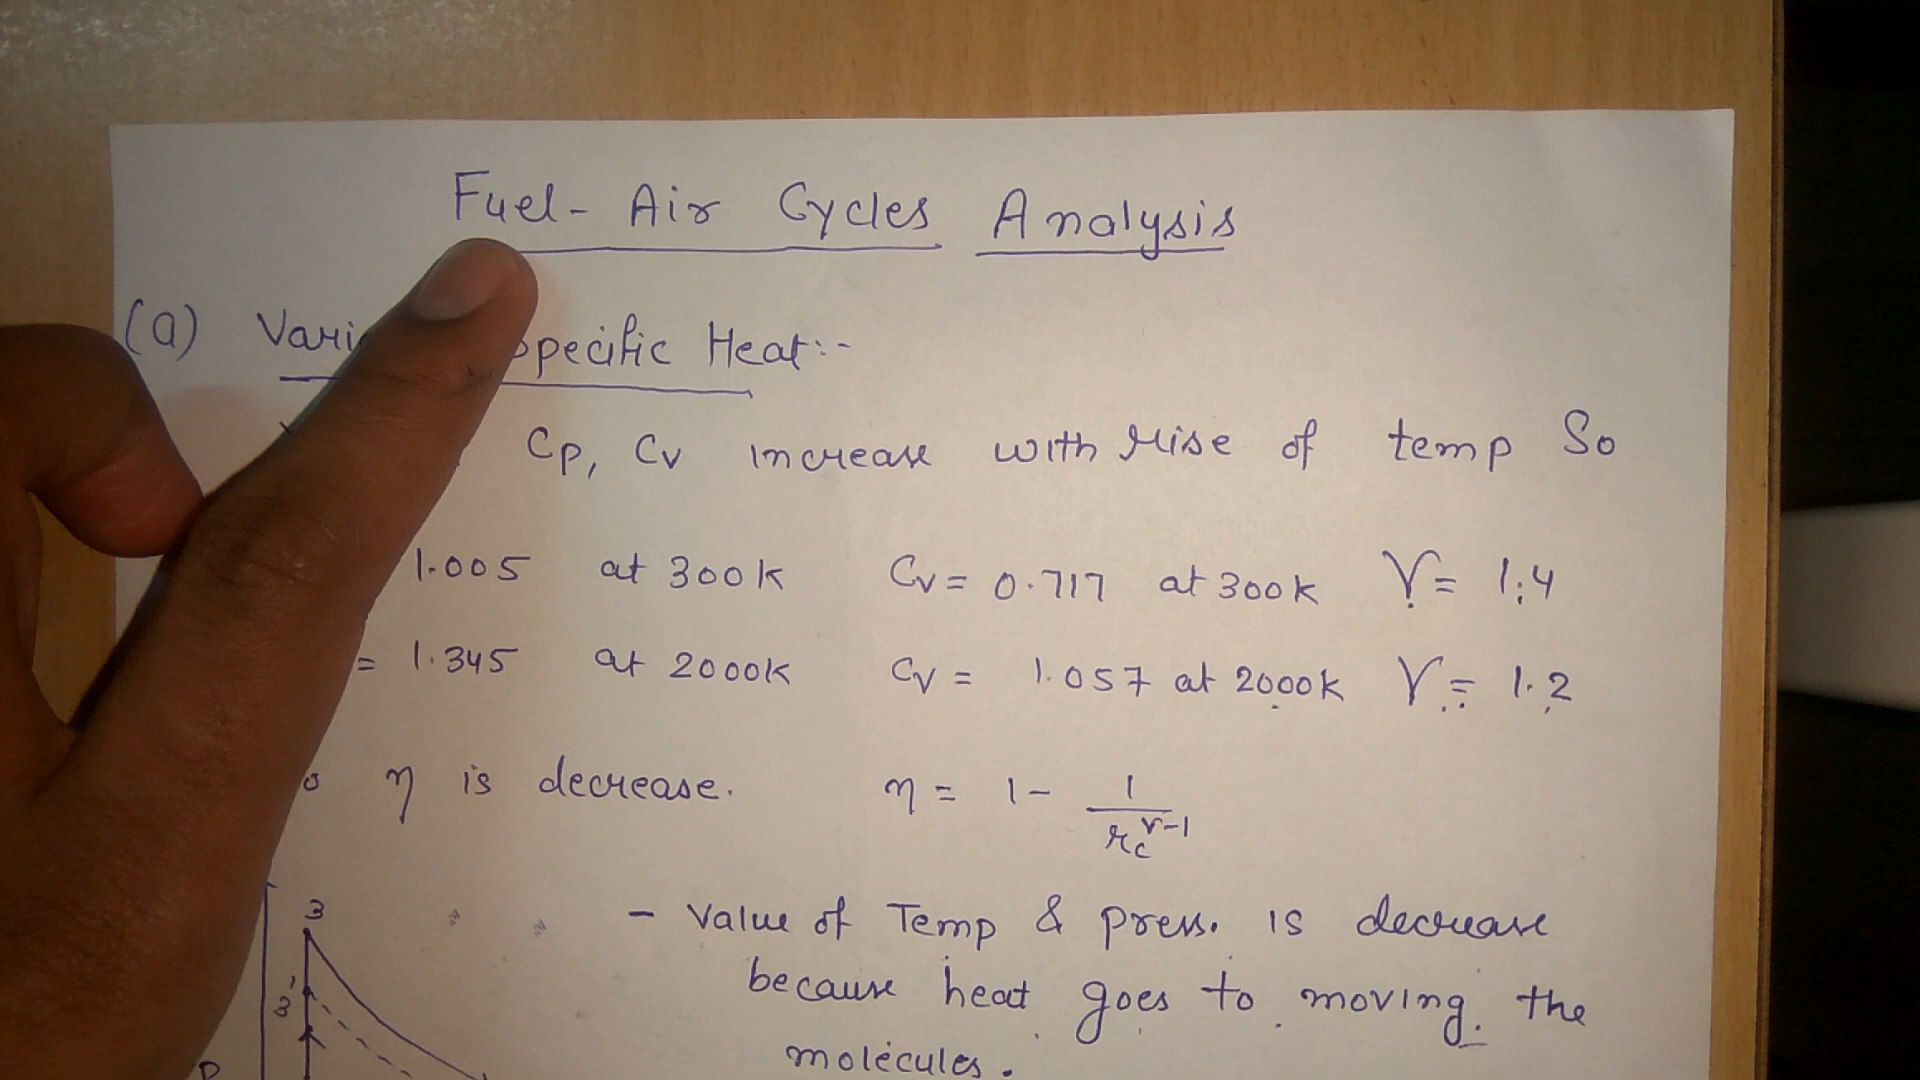 Fuel- Air Cycles Analysis
(a) Vari Specific Heat:-
Cp, Cv increase with rise of temp So
1.005 at 300k Cv = 0.717 at 300k γ = 1.4
= 1.345 at 2000k Cv = 1.057 at 2000k γ = 1.2
o η is decrease. η = 1 - 1/rc^γ-1
3
- Value of Temp & press. is decrease
because heat goes to moving the
3'
molecules.
P